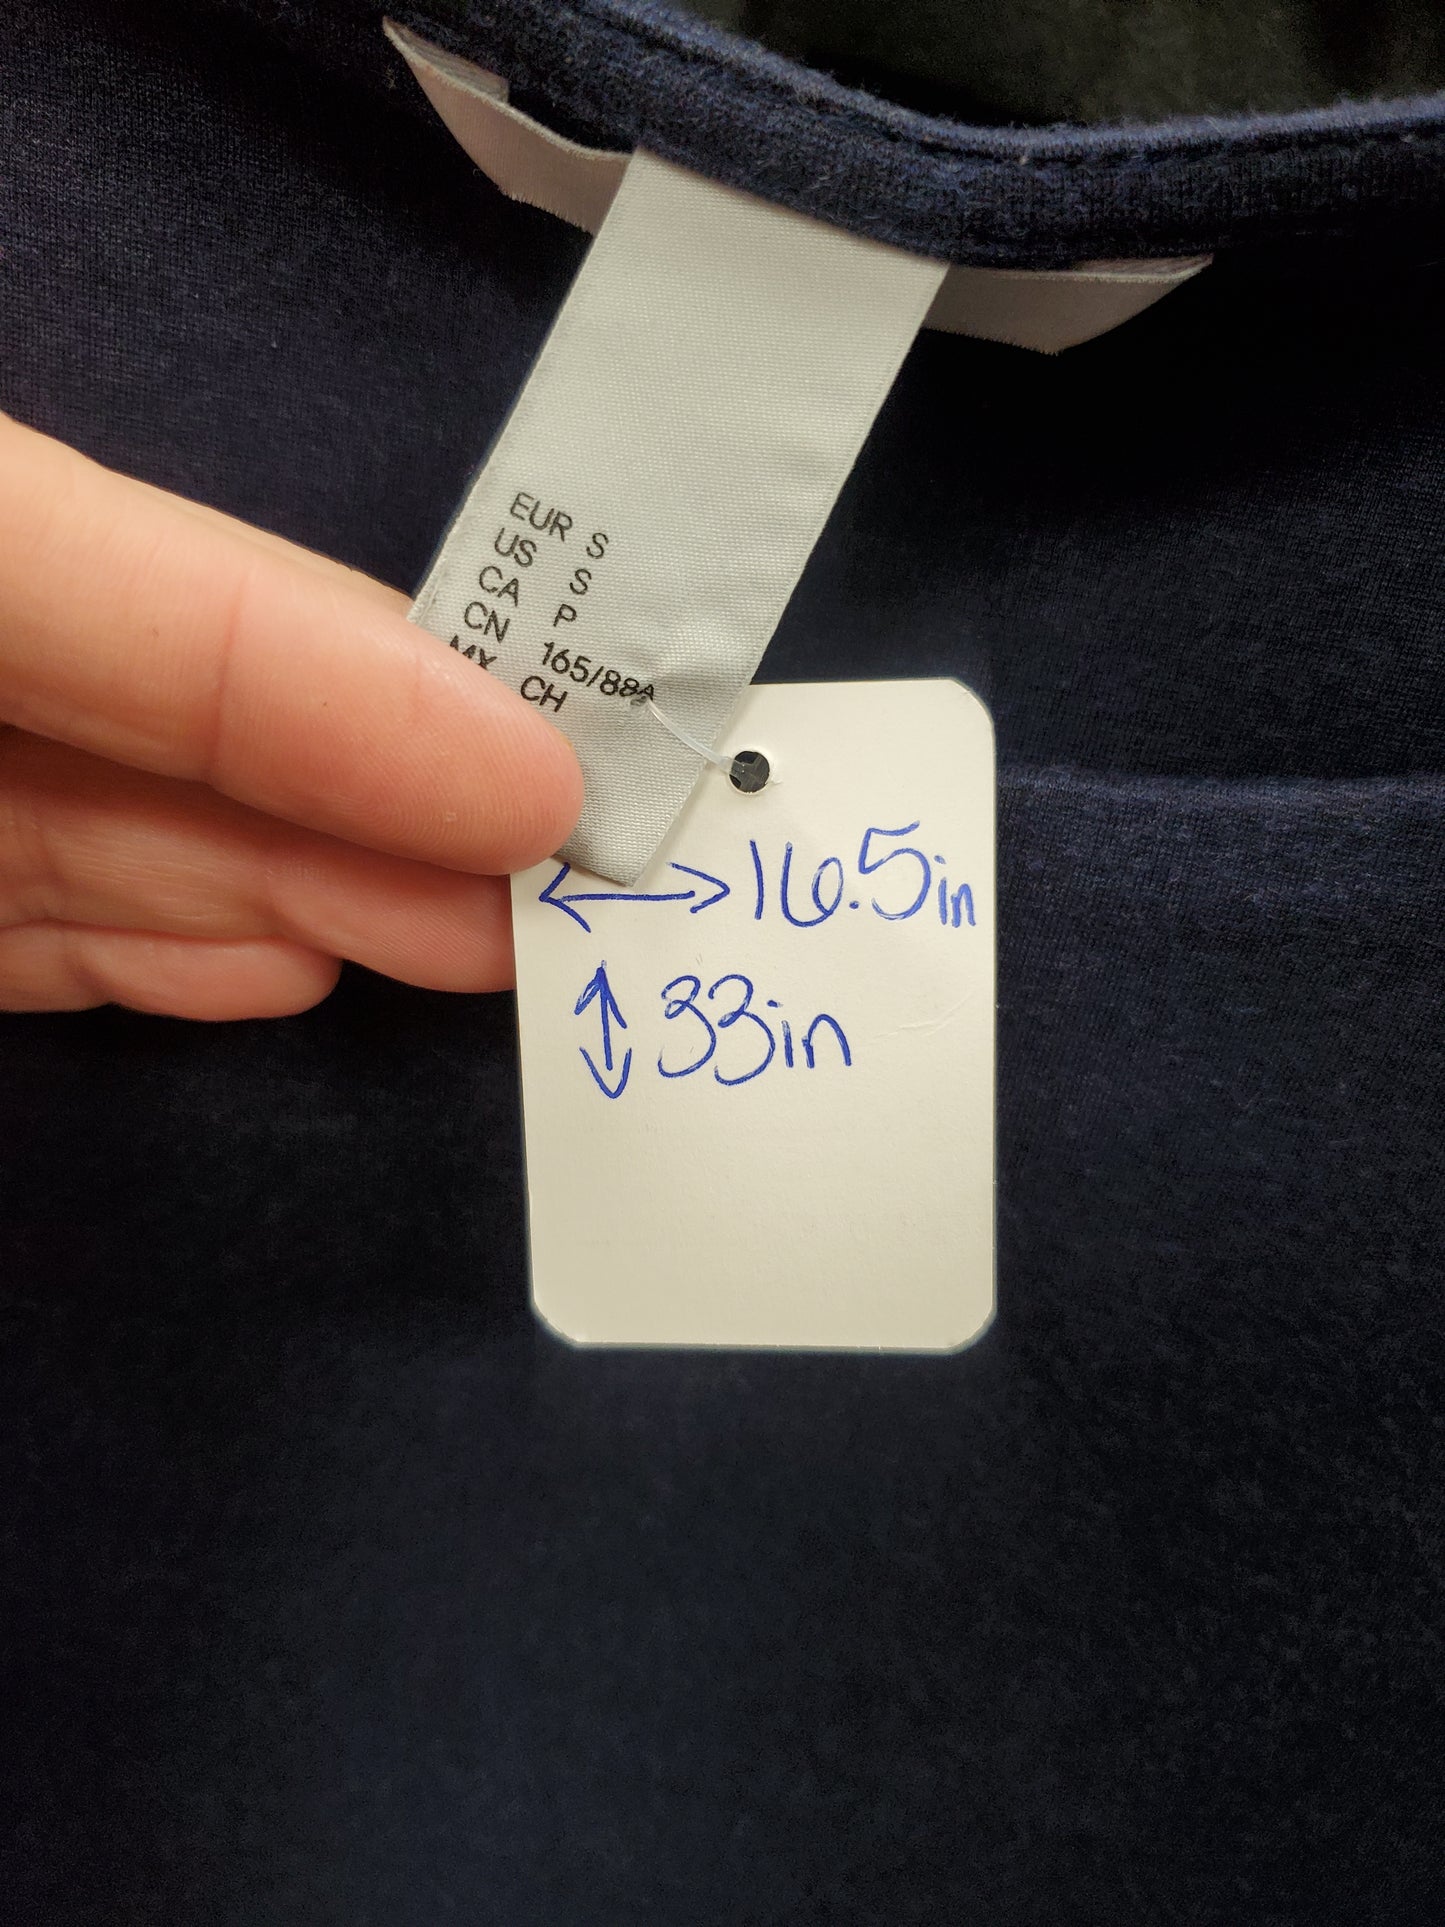 EUR S
US S
CA P
CN 165/88A
MX CH
16.5in
33in